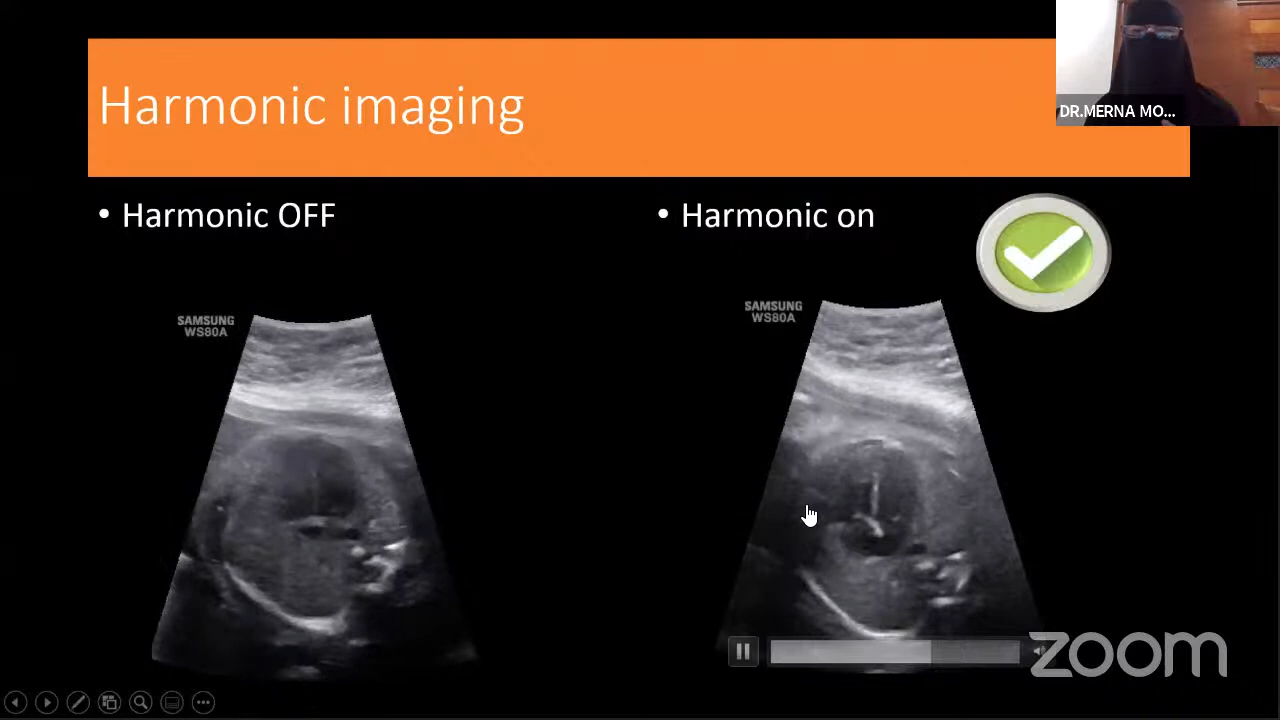 Harmonic imaging
DR.MERNA MO...
• Harmonic OFF
• Harmonic on
SAMSUNG
WS80A
SAMSUNG
WS80A
zoom